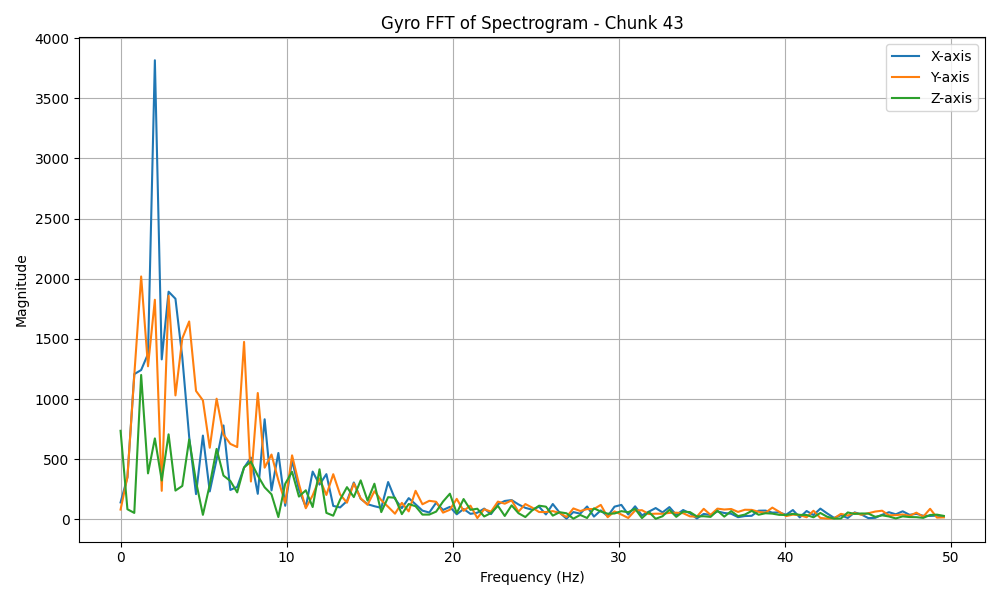 Gyro FFT of Spectrogram - Chunk 43
4000
3500
3000
2500
2000
1500
1000
500
0
Magnitude
X-axis
Y-axis
Z-axis
0 10 20 30 40 50
Frequency (Hz)